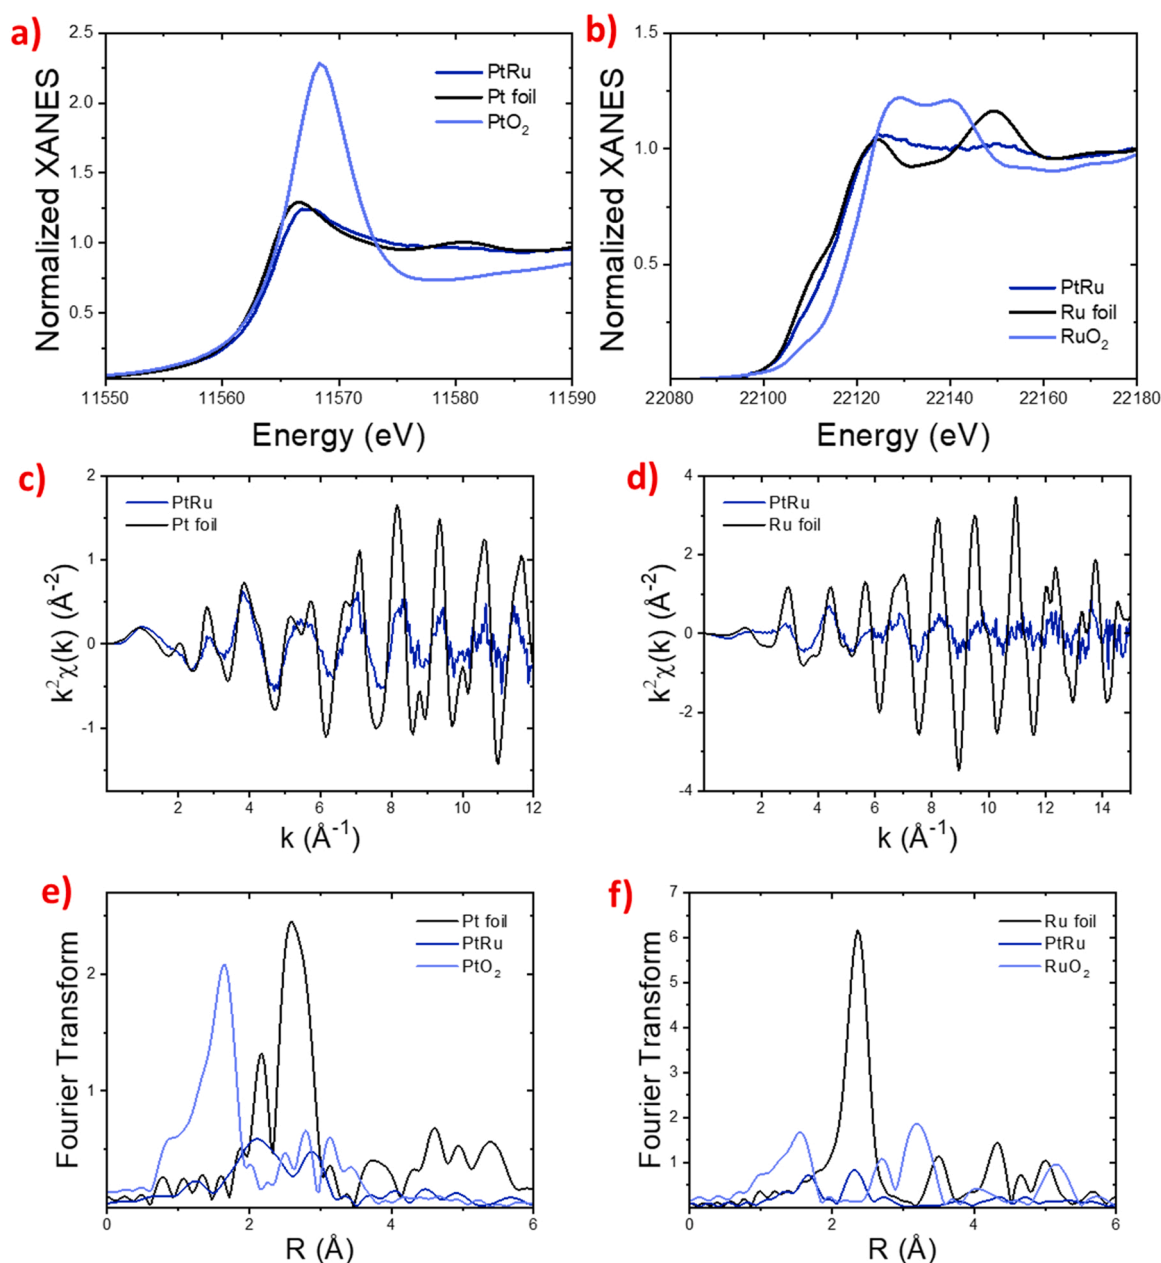 a)
2.5
2.0
1.5
1.0
0.5
Normalized XANES
PtRu
Pt foil
PtO₂
11550 11560 11570 11580 11590
Energy (eV)
b)
1.5
1.0
0.5
Normalized XANES
PtRu
Ru foil
RuO₂
22080 22100 22120 22140 22160 22180
Energy (eV)
c)
2
1
0
-1
k²χ(k) (Å⁻²)
PtRu
Pt foil
2 4 6 8 10 12
k (Å⁻¹)
d)
4
2
0
-2
-4
k²χ(k) (Å⁻²)
PtRu
Ru foil
2 4 6 8 10 12 14
k (Å⁻¹)
e)
2
1
Fourier Transform
Pt foil
PtRu
PtO₂
0 2 4 6
R (Å)
f)
7
6
5
4
3
2
1
Fourier Transform
Ru foil
PtRu
RuO₂
0 2 4 6
R (Å)